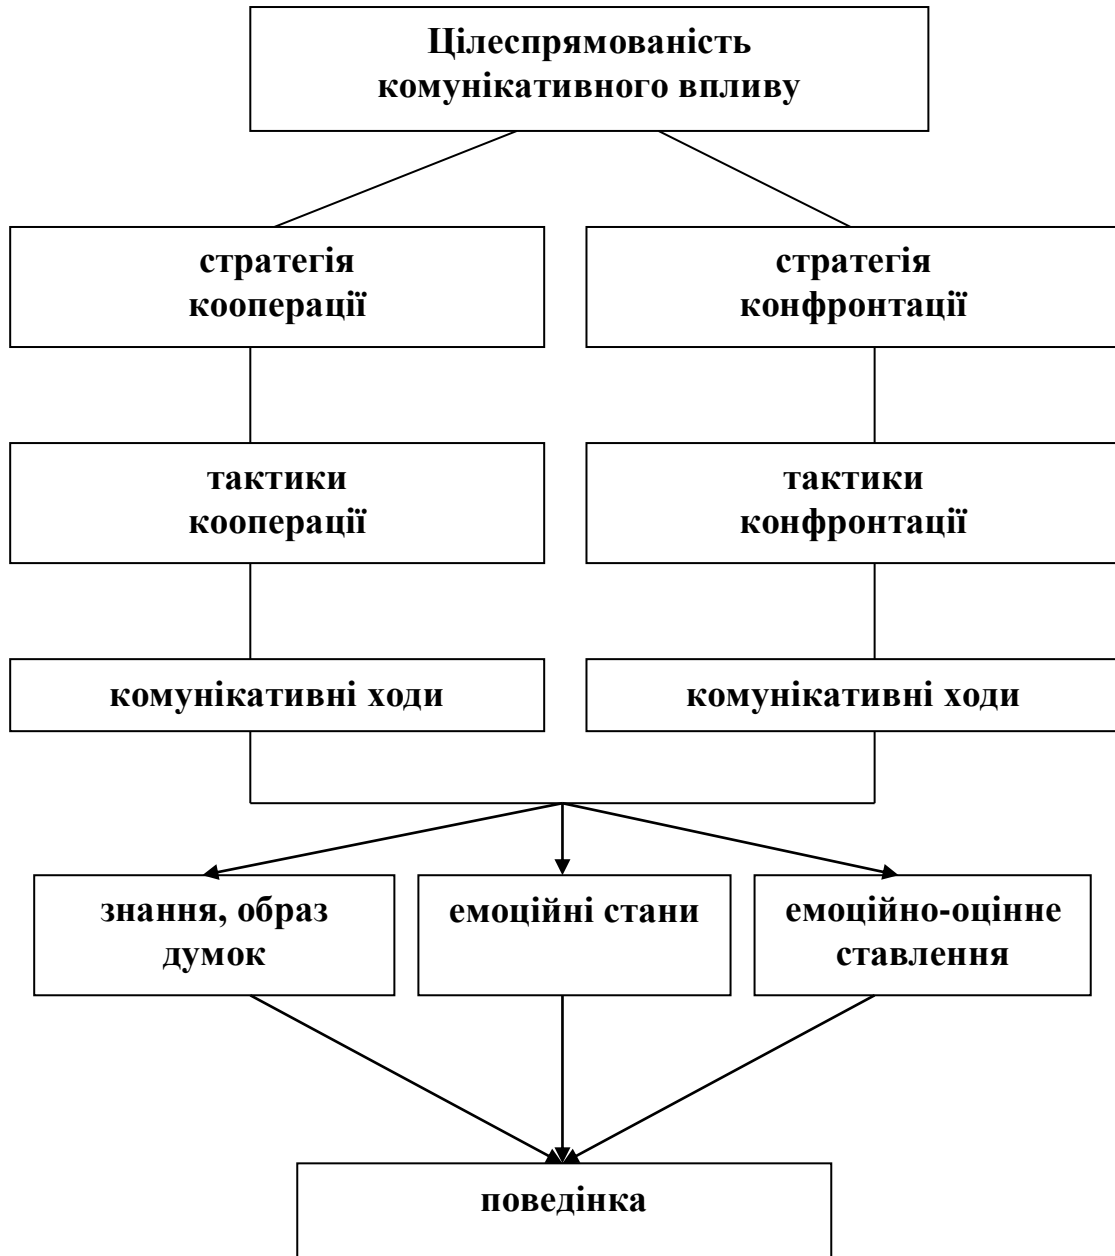 Цілеспрямованість
комунікативного впливу
стратегія
кооперації
стратегія
конфронтації
тактики
кооперації
тактики
конфронтації
комунікативні ходи
комунікативні ходи
знання, образ
думок
емоційні стани
емоційно-оцінне
ставлення
поведінка